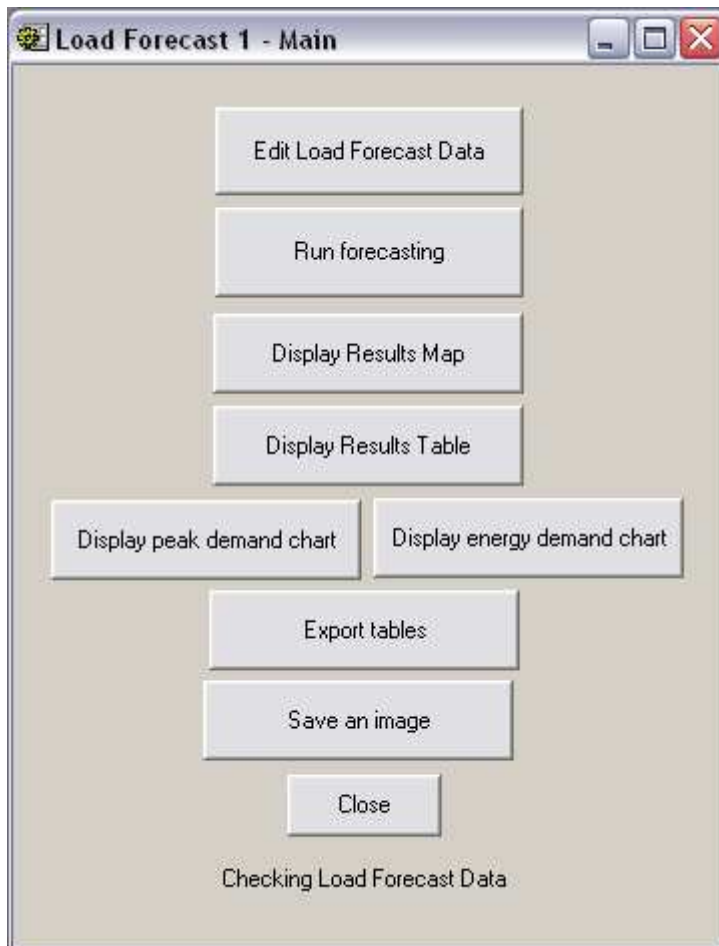 Load Forecast 1 - Main
Edit Load Forecast Data
Run forecasting
Display Results Map
Display Results Table
Display peak demand chart
Display energy demand chart
Export tables
Save an image
Close
Checking Load Forecast Data